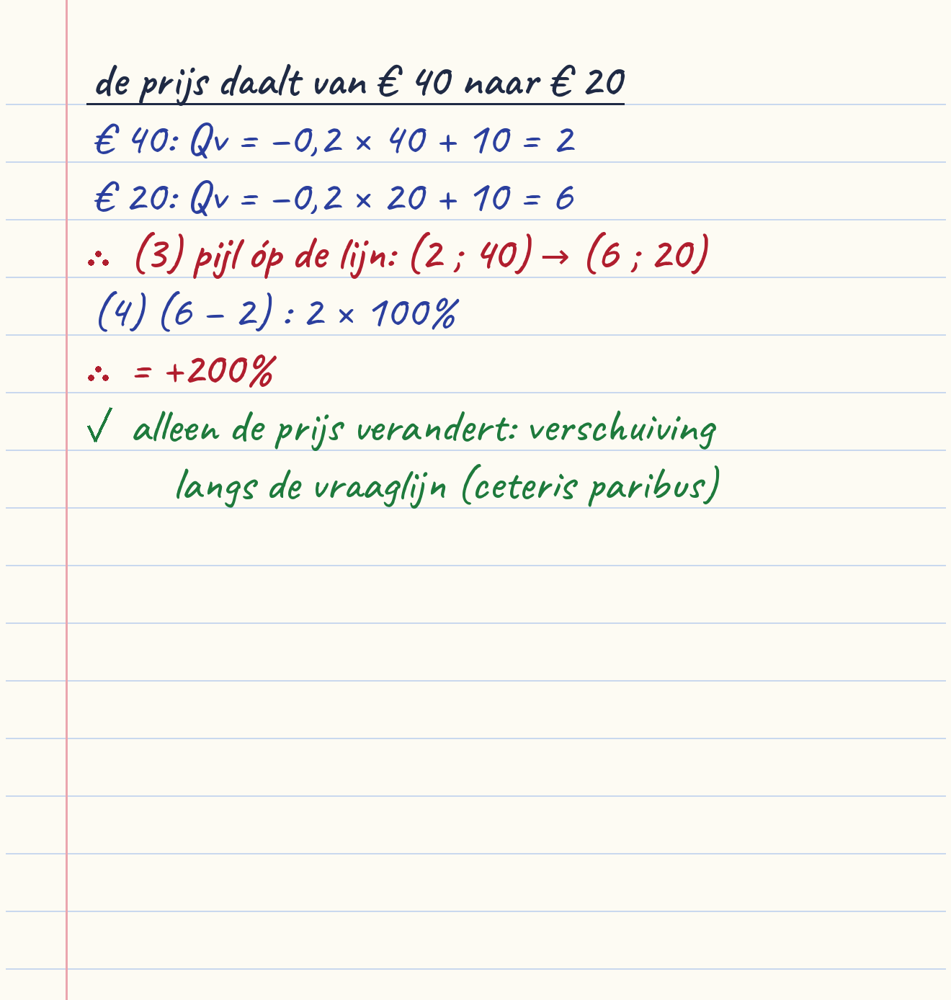 de prijs daalt van € 40 naar € 20
€ 40: Qv = −0,2 × 40 + 10 = 2
€ 20: Qv = −0,2 × 20 + 10 = 6
∴ (3) pijl óp de lijn: (2 ; 40) → (6 ; 20)
(4) (6 − 2) : 2 × 100%
∴ = +200%
✓ alleen de prijs verandert: verschuiving
langs de vraaglijn (ceteris paribus)